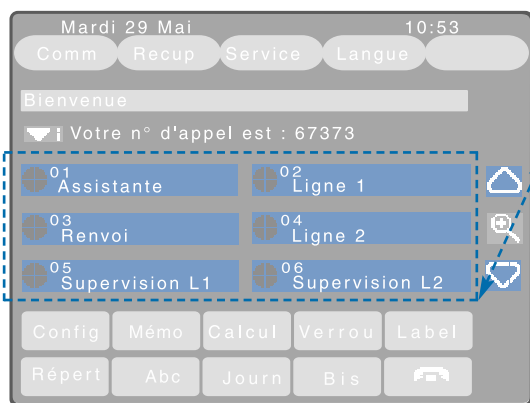 Mardi 29 Mai 10:53
Comm Recup Service Langue
Bienvenue
i Votre n° d'appel est : 67373
01 Assistante
02 Ligne 1
03 Renvoi
04 Ligne 2
05 Supervision L1
06 Supervision L2
Config Mémo Calcul Verrou Label
Répert Abc Journ Bis